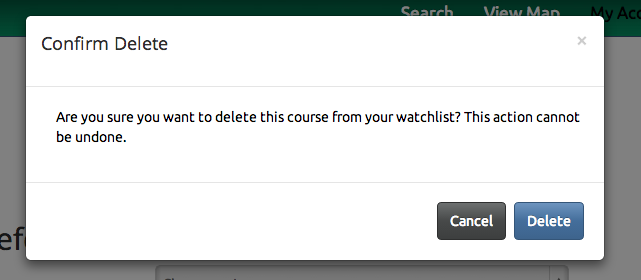 Search View Map My Acc
Confirm Delete ×
Are you sure you want to delete this course from your watchlist? This action cannot
be undone.
Cancel Delete